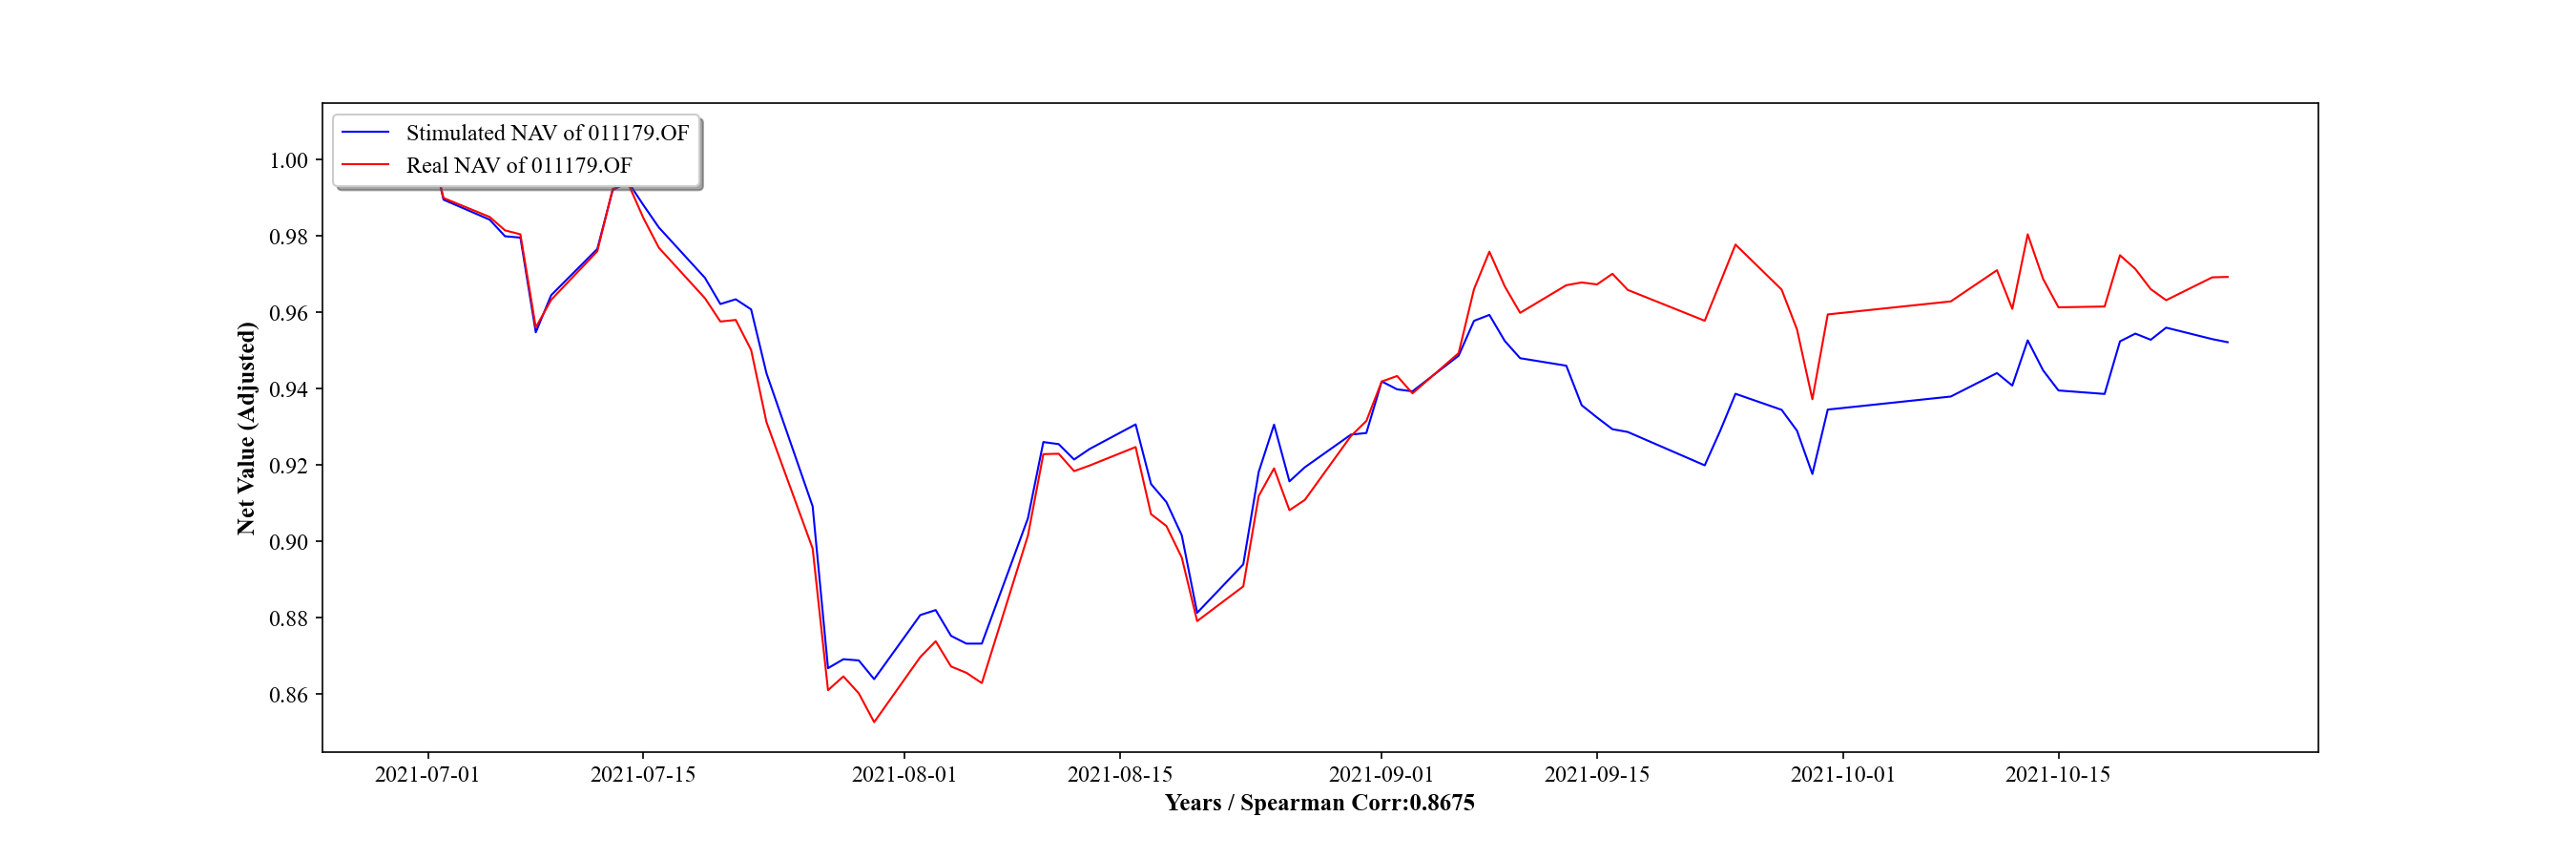 Stimulated NAV of 011179.OF
Real NAV of 011179.OF
Net Value (Adjusted)
1.00
0.98
0.96
0.94
0.92
0.90
0.88
0.86
2021-07-01 2021-07-15 2021-08-01 2021-08-15 2021-09-01 2021-09-15 2021-10-01 2021-10-15
Years / Spearman Corr:0.8675